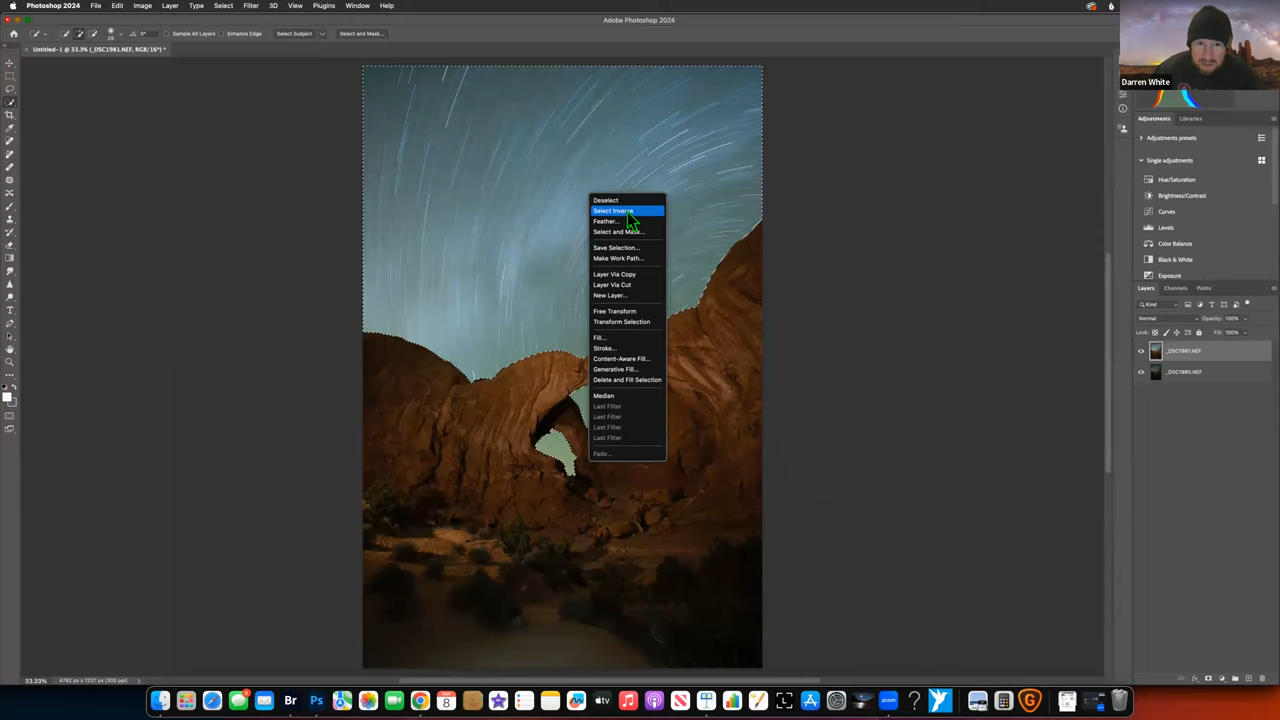 Photoshop 2024 File Edit Image Layer Type Select Filter 3D View Plugins Window Help
Adobe Photoshop 2024
0° Sample All Layers Enhance Edge Select Subject Select and Mask...
Untitled-1 @ 33.3% (_DSC1981.NEF, RGB/16*) *
Darren White
Adjustments Libraries
Adjustments presets
Single adjustments
Hue/Saturation
Brightness/Contrast
Curves
Levels
Color Balance
Black & White
Exposure
Layers Channels Paths
Kind
Normal Opacity: 100%
Lock: Fill: 100%
_DSC1981.NEF
_DSC1980.NEF
Deselect
Select Inverse
Feather...
Select and Mask...
Save Selection...
Make Work Path...
Layer Via Copy
Layer Via Cut
New Layer...
Free Transform
Transform Selection
Fill...
Stroke...
Content-Aware Fill...
Generative Fill...
Delete and Fill Selection
Median
Last Filter
Last Filter
Last Filter
Last Filter
Fade...
33.33% 4792 px x 7227 px (300 ppi)
Br Ps 8 zoom